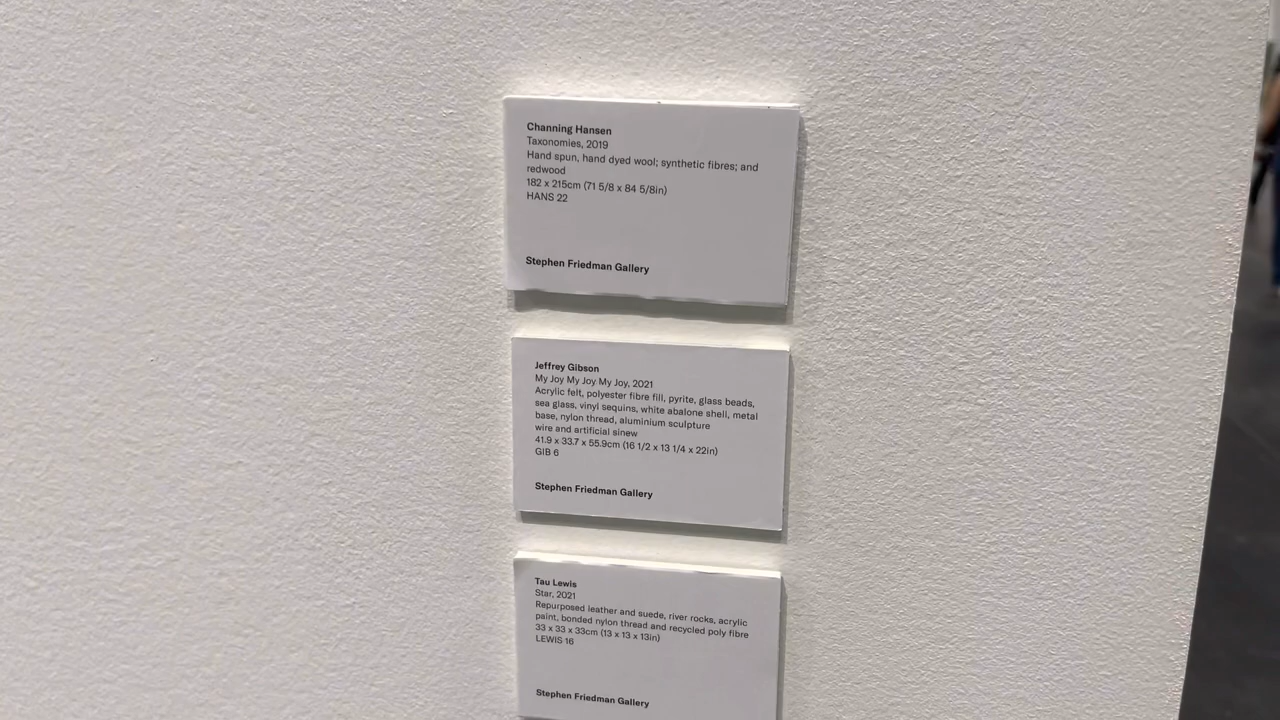 Channing Hansen
Taxonomies, 2019
Hand spun, hand dyed wool; synthetic fibres; and
redwood
182 x 215cm (71 5/8 x 84 5/8in)
HANS 22
Stephen Friedman Gallery
Jeffrey Gibson
My Joy My Joy My Joy, 2021
Acrylic felt, polyester fibre fill, pyrite, glass beads,
sea glass, vinyl sequins, white abalone shell, metal
base, nylon thread, aluminium sculpture
wire and artificial sinew
41.9 x 33.7 x 55.9cm (16 1/2 x 13 1/4 x 22in)
GIB 6
Stephen Friedman Gallery
Tau Lewis
Star, 2021
Repurposed leather and suede, river rocks, acrylic
paint, bonded nylon thread and recycled poly fibre
33 x 33 x 33cm (13 x 13 x 13in)
LEWIS 16
Stephen Friedman Gallery